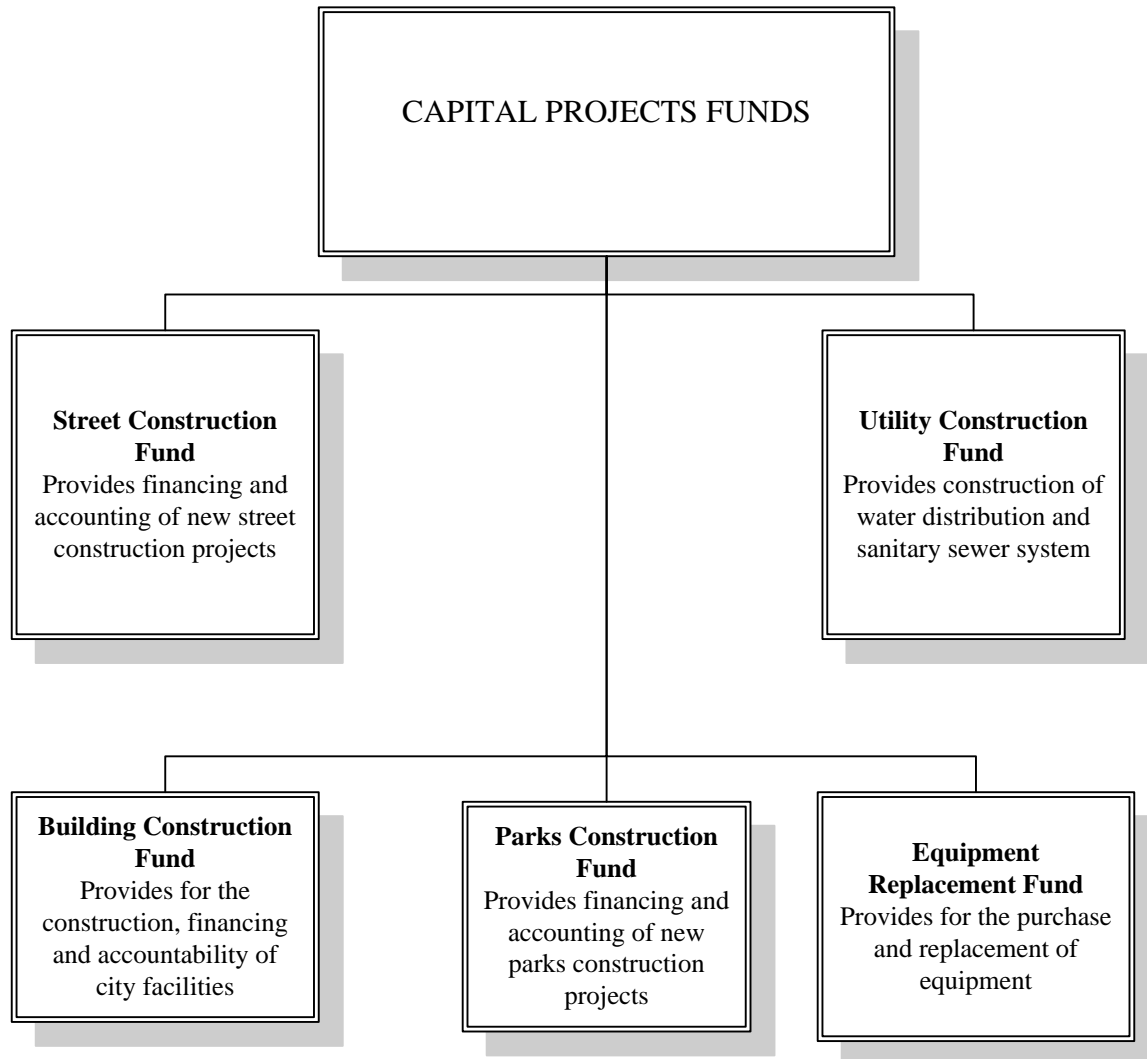 CAPITAL PROJECTS FUNDS
Street Construction
Fund
Provides financing and
accounting of new street
construction projects
Utility Construction
Fund
Provides construction of
water distribution and
sanitary sewer system
Building Construction
Fund
Provides for the
construction, financing
and accountability of
city facilities
Parks Construction
Fund
Provides financing and
accounting of new
parks construction
projects
Equipment
Replacement Fund
Provides for the purchase
and replacement of
equipment